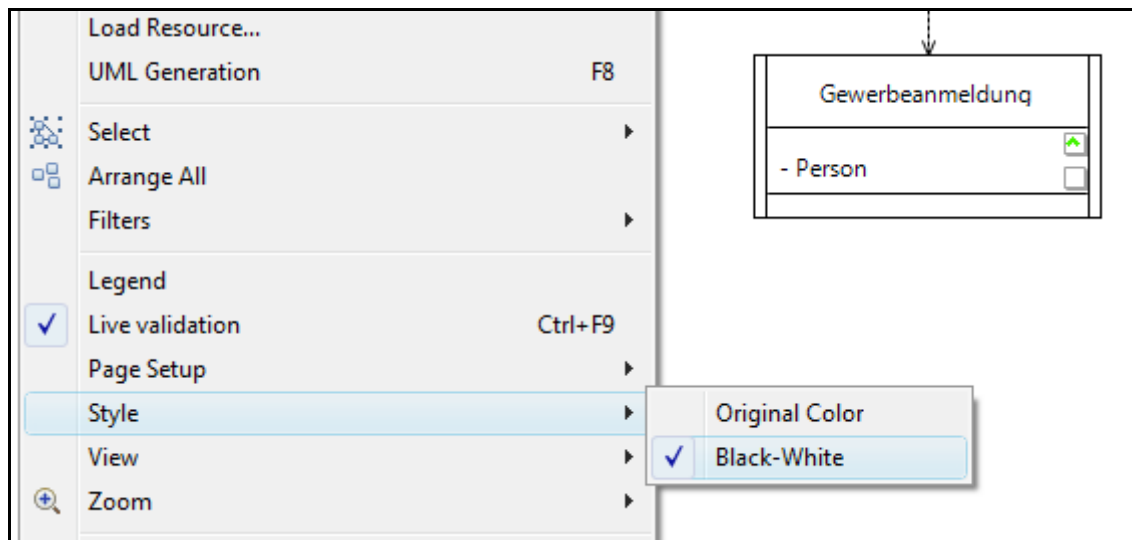 Load Resource...
UML Generation F8
Select
Arrange All
Filters
Legend
Live validation Ctrl+F9
Page Setup
Style
View
Zoom
Original Color
Black-White
Gewerbeanmeldung
- Person